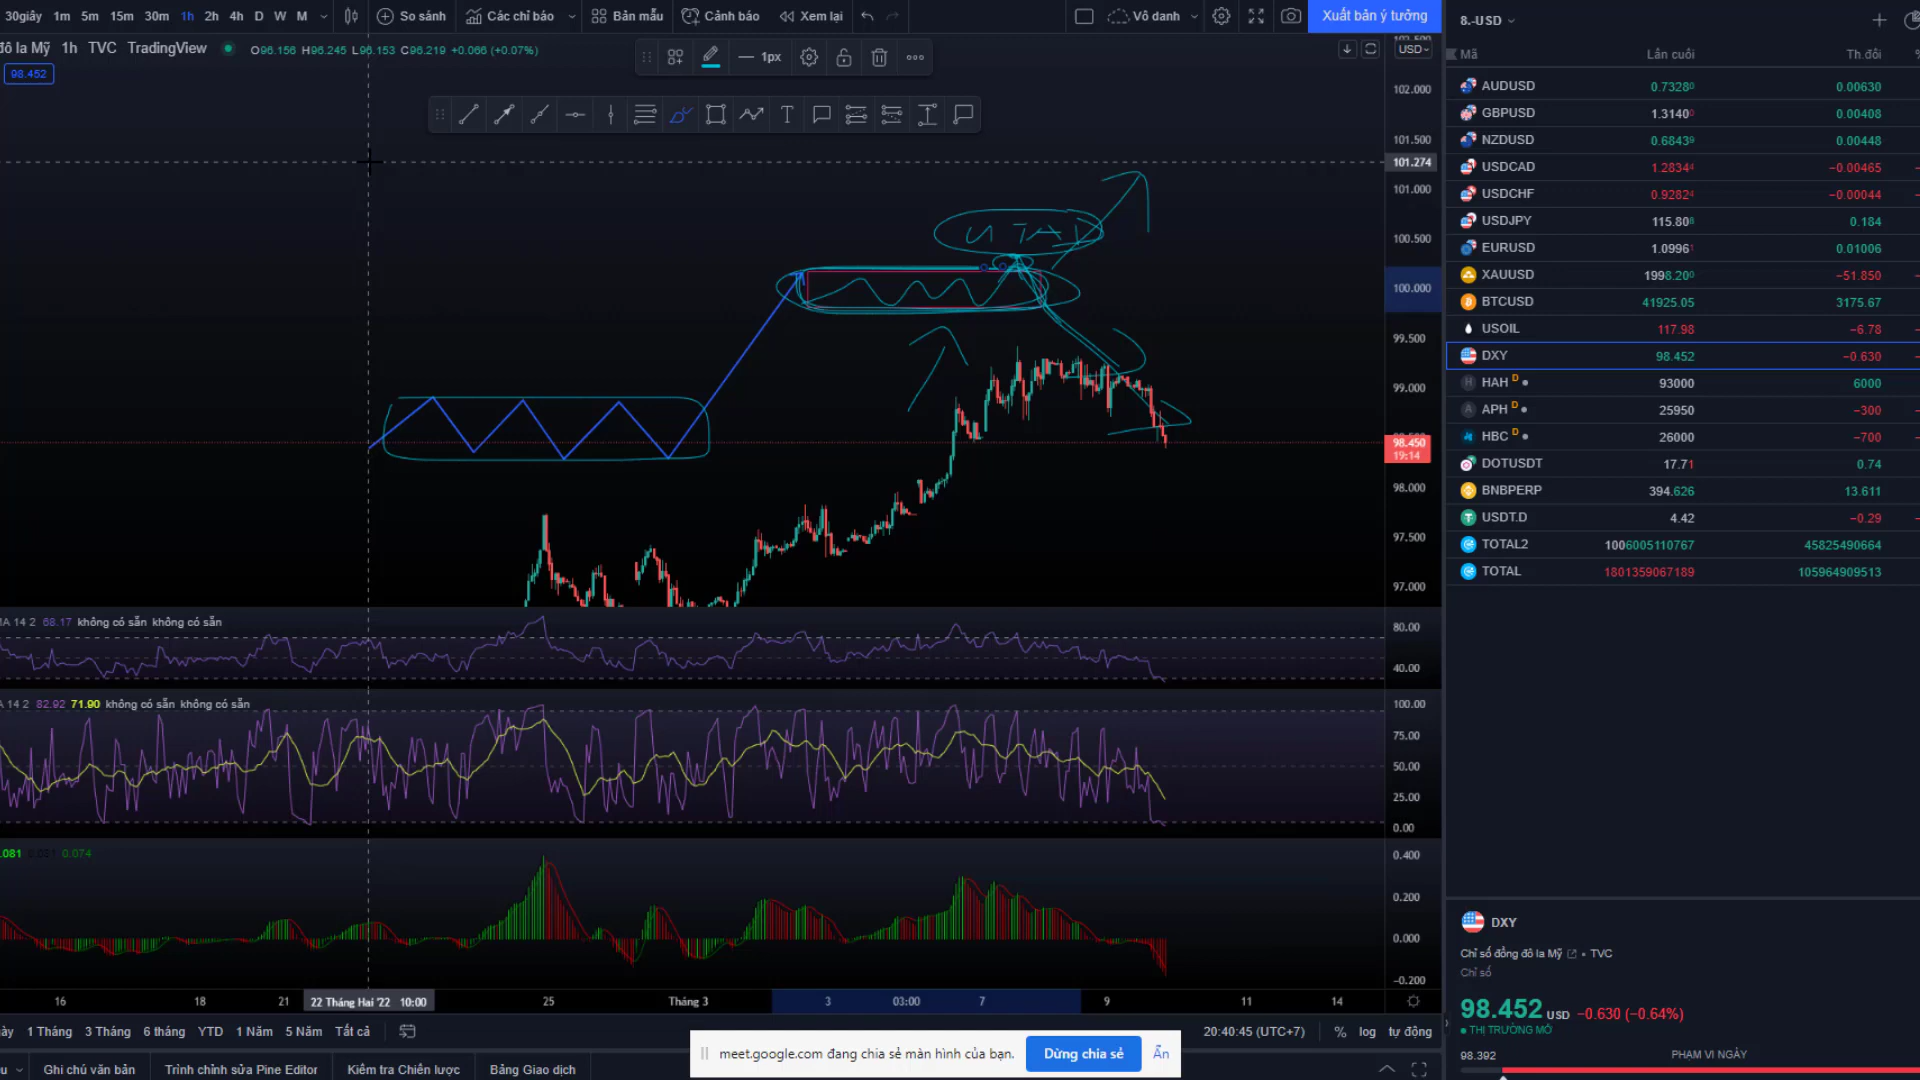 30giây 1m 5m 15m 30m 1h 2h 4h D W M So sánh Các chỉ báo Bản mẫu Cảnh báo Xem lại Vô danh Xuất bản ý tưởng
8.-USD
đô la Mỹ 1h TVC TradingView O96.156 H96.245 L96.153 C96.219 +0.066 (+0.07%)
98.452
1px
USD
Mã Lần cuối Th.đổi
AUDUSD 0.7328 0.00630
GBPUSD 1.3140 0.00408
NZDUSD 0.6843 0.00448
USDCAD 1.2834 −0.00465
USDCHF 0.9282 −0.00044
USDJPY 115.80 0.184
EURUSD 1.0996 0.01006
XAUUSD 1998.20 −51.850
BTCUSD 41925.05 3175.67
USOIL 117.98 −6.78
DXY 98.452 −0.630
HAH D 93000 6000
APH D 25950 −300
HBC D 26000 −700
DOTUSDT 17.71 0.74
BNBPERP 394.626 13.611
USDT.D 4.42 −0.29
TOTAL2 1006005110767 45825490664
TOTAL 1801359067189 105964909513
102.000
101.500
101.274
101.000
100.500
100.000
99.500
99.000
98.450
19:14
98.000
97.500
97.000
14 2 68.17 không có sẵn không có sẵn
80.00
40.00
14 2 82.92 71.90 không có sẵn không có sẵn
100.00
75.00
50.00
25.00
0.00
0.074
0.400
0.200
0.000
−0.200
16 18 21 22 Tháng Hai '22 10:00 25 Tháng 3 3 03:00 7 9 11 14
1 Tháng 3 Tháng 6 tháng YTD 1 Năm 5 Năm Tất cả 20:40:45 (UTC+7) % log tự động
meet.google.com đang chia sẻ màn hình của bạn. Dừng chia sẻ Ẩn
Ghi chú văn bản Trình chỉnh sửa Pine Editor Kiểm tra Chiến lược Bảng Giao dịch
DXY
Chỉ số đồng đô la Mỹ • TVC
Chỉ số
98.452 USD −0.630 (−0.64%)
THỊ TRƯỜNG MỞ
98.392 PHẠM VI NGÀY